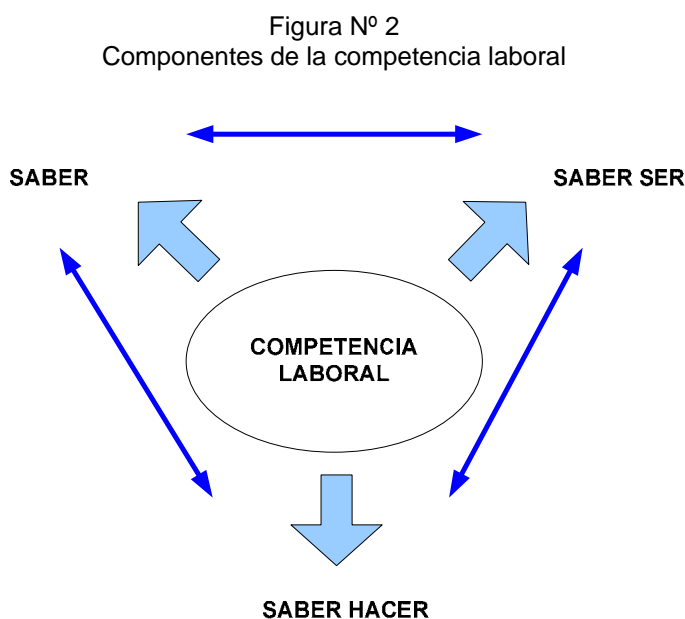 Figura Nº 2
Componentes de la competencia laboral
SABER
SABER SER
COMPETENCIA
LABORAL
SABER HACER